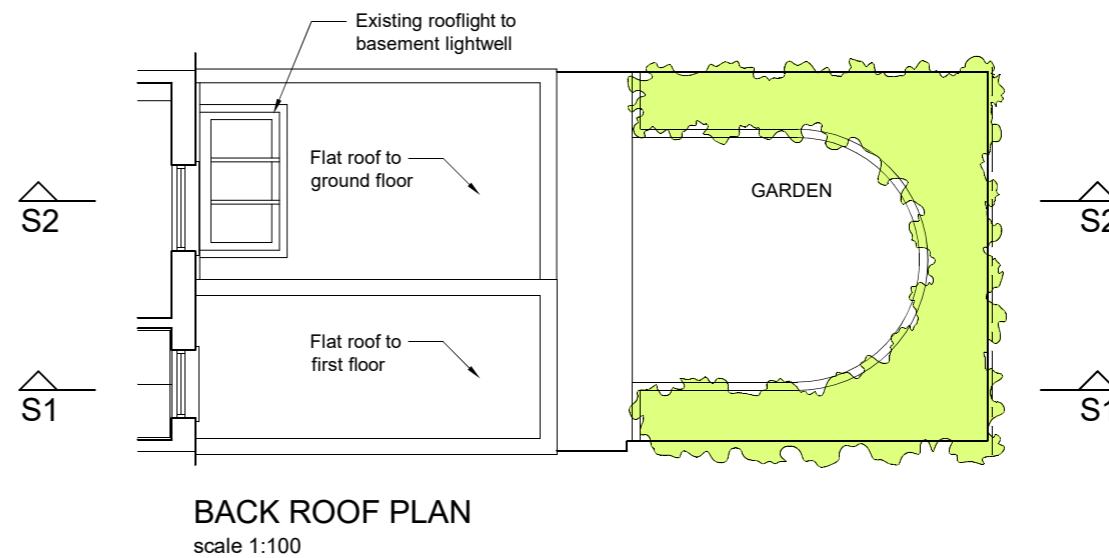 Existing rooflight to
basement lightwell
Flat roof to
ground floor
GARDEN
S2
S2
Flat roof to
first floor
S1
S1
BACK ROOF PLAN
scale 1:100